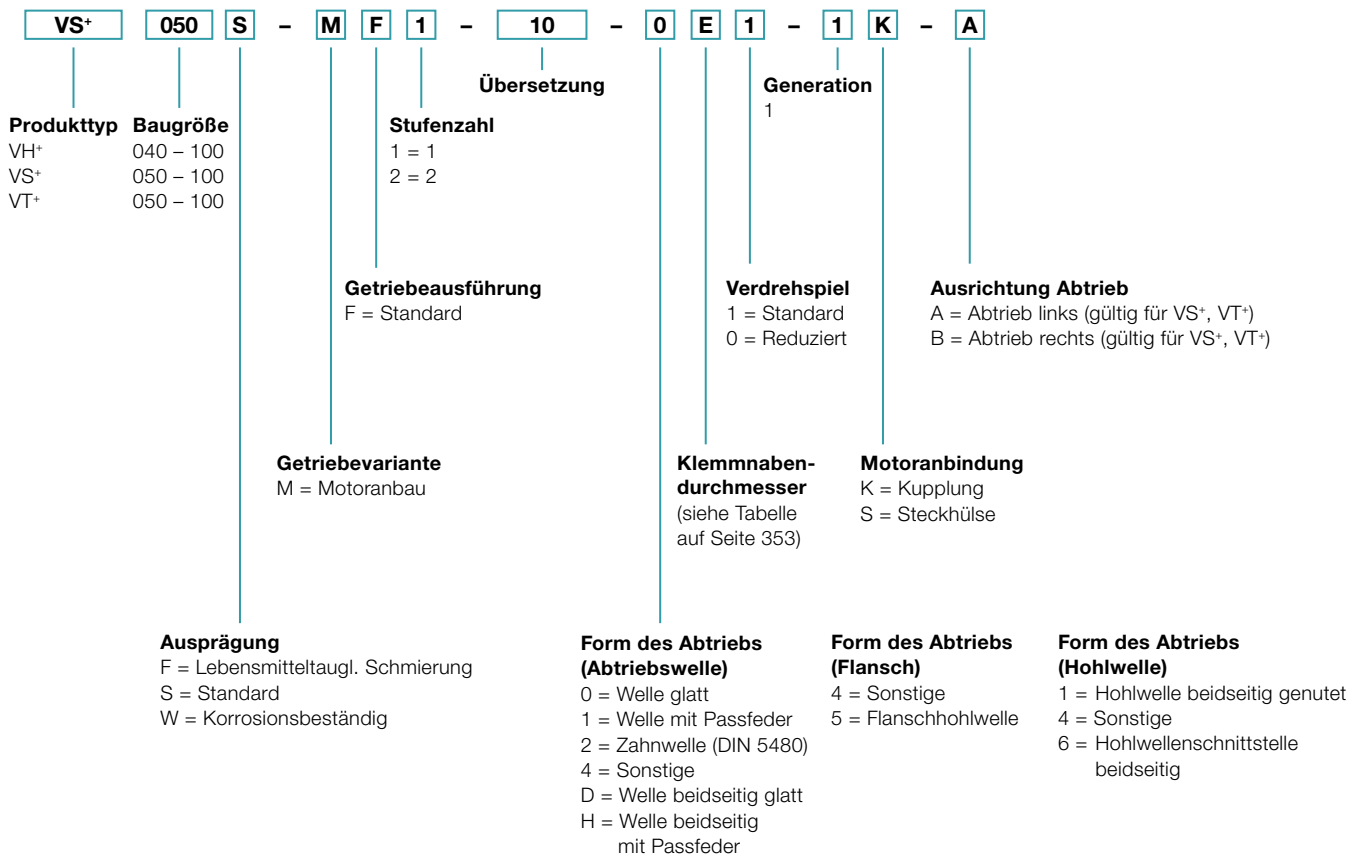 VS+ 050 S – M F 1 – 10 – 0 E 1 – 1 K – A
Übersetzung
Generation
1
Produkttyp
VH+
VS+
VT+
Baugröße
040 – 100
050 – 100
050 – 100
Stufenzahl
1 = 1
2 = 2
Getriebeausführung
F = Standard
Verdrehspiel
1 = Standard
0 = Reduziert
Ausrichtung Abtrieb
A = Abtrieb links (gültig für VS+, VT+)
B = Abtrieb rechts (gültig für VS+, VT+)
Getriebevariante
M = Motoranbau
Klemmnaben-
durchmesser
(siehe Tabelle
auf Seite 353)
Motoranbindung
K = Kupplung
S = Steckhülse
Ausprägung
F = Lebensmitteltaugl. Schmierung
S = Standard
W = Korrosionsbeständig
Form des Abtriebs
(Abtriebswelle)
0 = Welle glatt
1 = Welle mit Passfeder
2 = Zahnwelle (DIN 5480)
4 = Sonstige
D = Welle beidseitig glatt
H = Welle beidseitig
mit Passfeder
Form des Abtriebs
(Flansch)
4 = Sonstige
5 = Flanschhohlwelle
Form des Abtriebs
(Hohlwelle)
1 = Hohlwelle beidseitig genutet
4 = Sonstige
6 = Hohlwellenschnittstelle
beidseitig